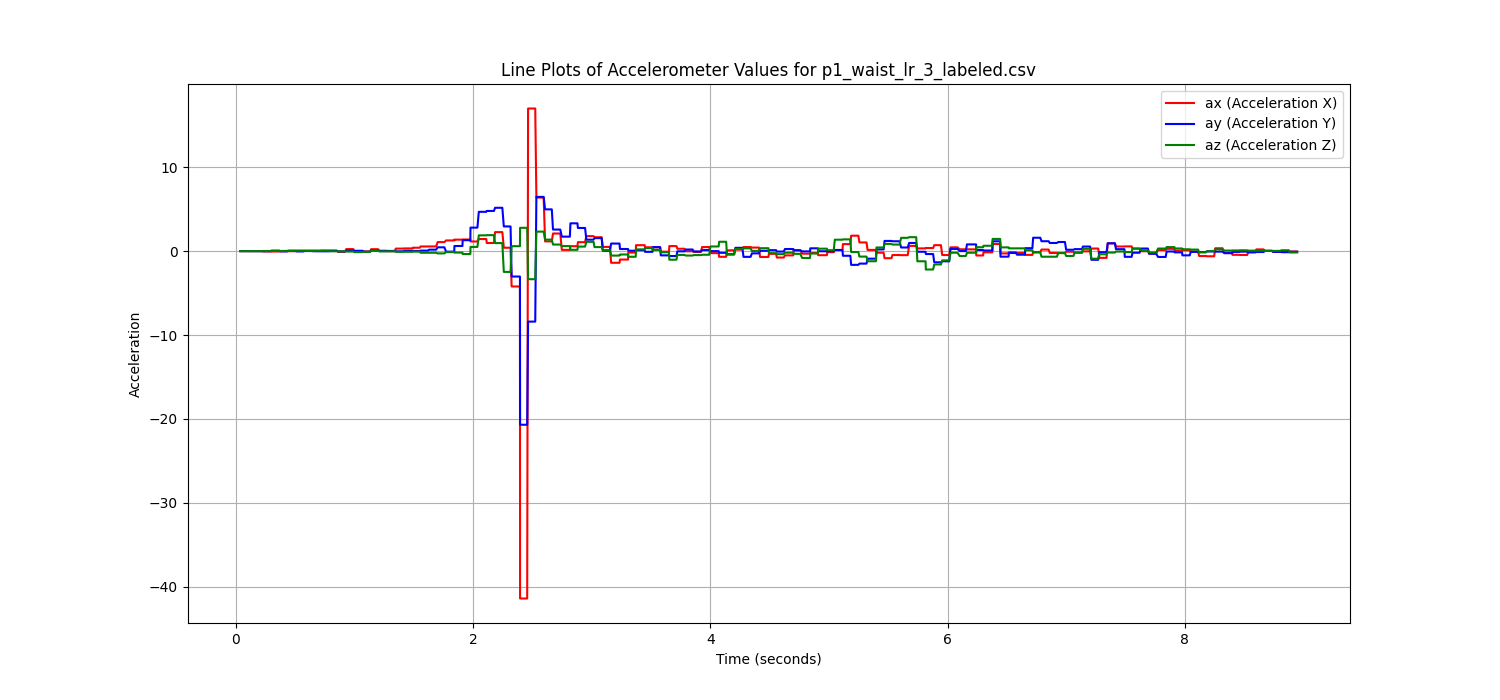 Line Plots of Accelerometer Values for p1_waist_lr_3_labeled.csv
ax (Acceleration X)
ay (Acceleration Y)
az (Acceleration Z)
10
0
−10
−20
−30
−40
Acceleration
0 2 4 6 8
Time (seconds)